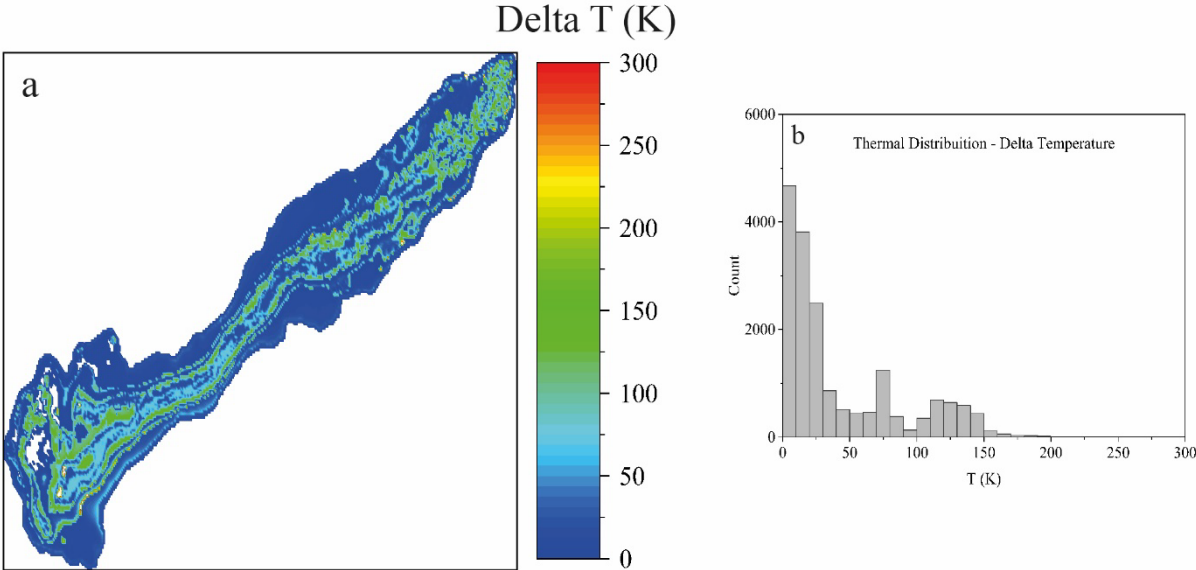 Delta T (K)
a
300
250
200
150
100
50
0
b
Thermal Distribuition - Delta Temperature
6000
4000
2000
0
Count
0 50 100 150 200 250 300
T (K)